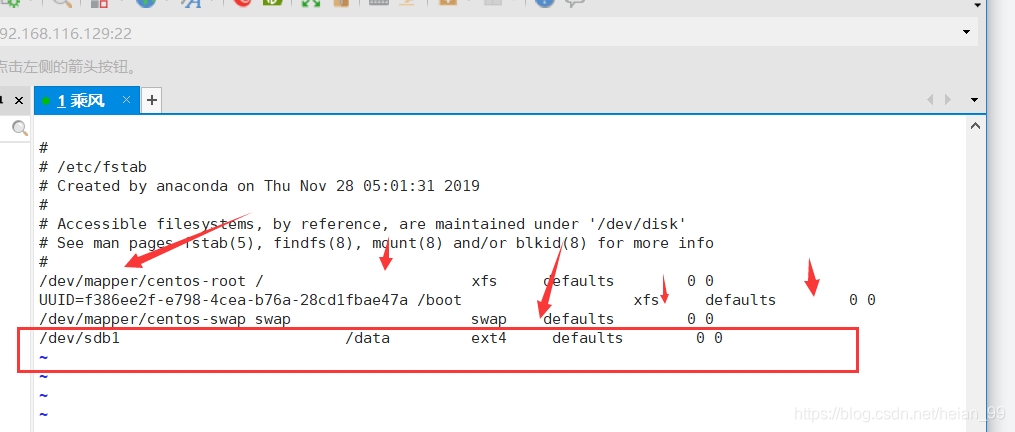 92.168.116.129:22
点击左侧的箭头按钮。
1 乘风
#
# /etc/fstab
# Created by anaconda on Thu Nov 28 05:01:31 2019
#
# Accessible filesystems, by reference, are maintained under '/dev/disk'
# See man pages fstab(5), findfs(8), mount(8) and/or blkid(8) for more info
#
/dev/mapper/centos-root / xfs defaults 0 0
UUID=f386ee2f-e798-4cea-b76a-28cd1fbae47a /boot xfs defaults 0 0
/dev/mapper/centos-swap swap swap defaults 0 0
/dev/sdb1 /data ext4 defaults 0 0
~
~
~
~
https://blog.csdn.net/heian_99